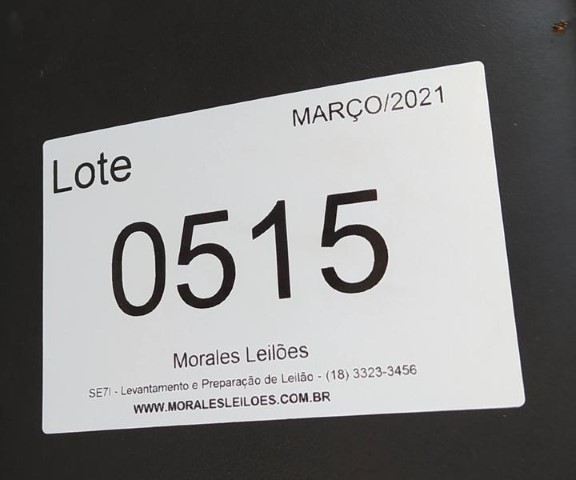 MARÇO/2021
Lote
0515
Morales Leilões
SE7I - Levantamento e Preparação de Leilão - (18) 3323-3456
WWW.MORALESLEILOES.COM.BR